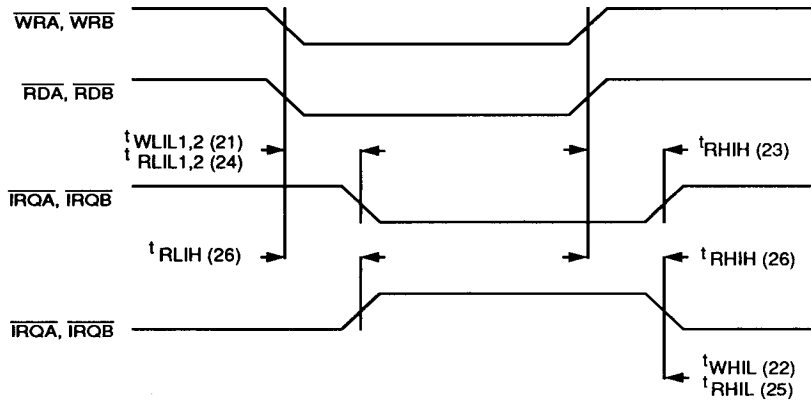 WRA, WRB
RDA, RDB
tWLIL1,2 (21)
tRLIL1,2 (24)
tRHIH (23)
IRQA, IRQB
tRLIH (26)
tRHIH (26)
IRQA, IRQB
tWHIL (22)
tRHIL (25)